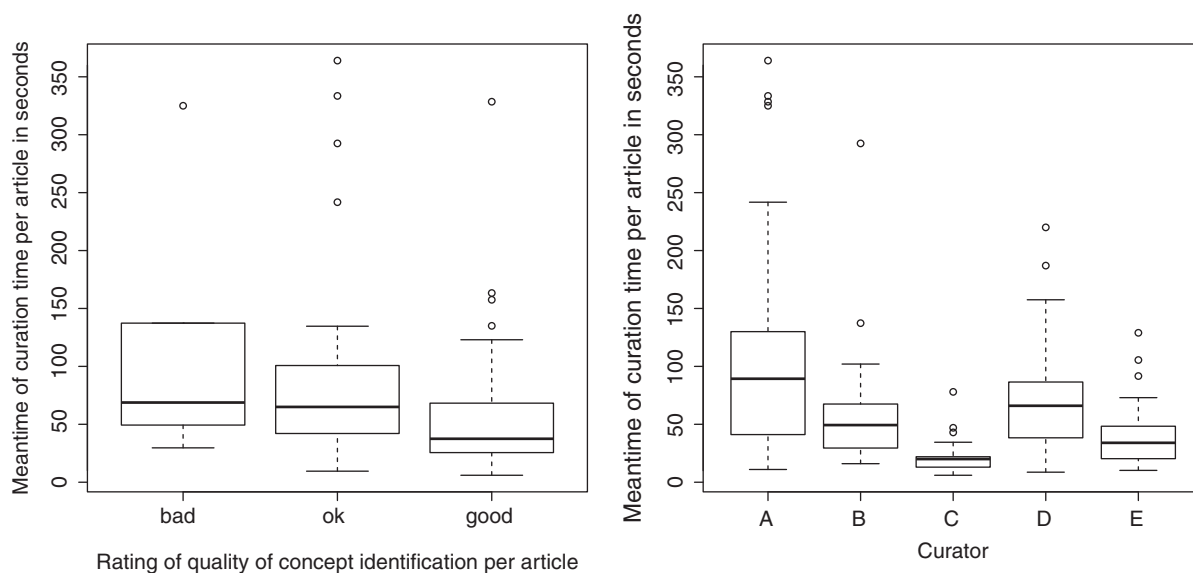 Meantime of curation time per article in seconds
350
300
250
200
150
100
50
0
bad ok good
Rating of quality of concept identification per article
Meantime of curation time per article in seconds
350
300
250
200
150
100
50
0
A B C D E
Curator